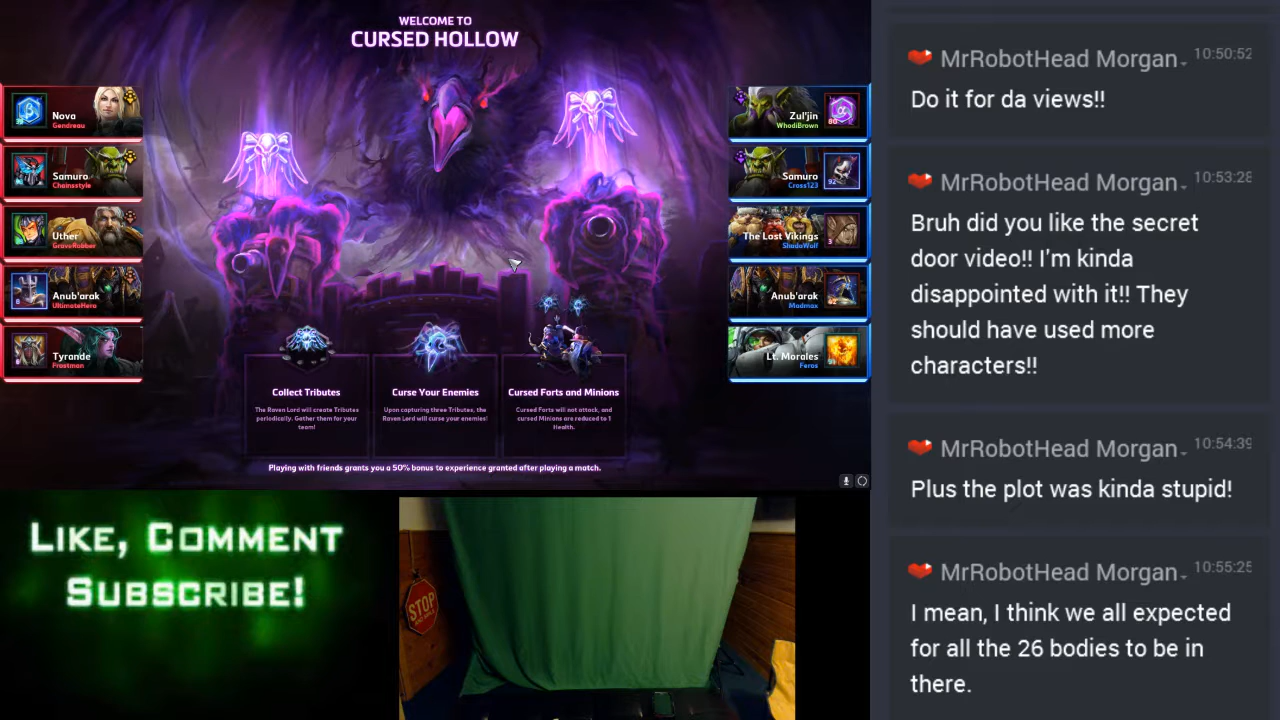 WELCOME TO
CURSED HOLLOW
Nova
Gendreau
Samuro
Chainsstyle
Uther
GraveRobber
Anub'arak
UltimateHero
Tyrande
Frostman
Zul'jin
WhodiBrown
80
Samuro
Cross123
92
The Lost Vikings
ShadoWolf
3
Anub'arak
Madmax
Lt. Morales
Feros
91
Collect Tributes
The Raven Lord will create Tributes
periodically. Gather them for your
team!
Curse Your Enemies
Upon capturing three Tributes, the
Raven Lord will curse your enemies!
Cursed Forts and Minions
Cursed Forts will not attack, and
cursed Minions are reduced to 1
Health.
Playing with friends grants you a 50% bonus to experience granted after playing a match.
LIKE, COMMENT
SUBSCRIBE!
STOP
MrRobotHead Morgan 10:50:52
Do it for da views!!
MrRobotHead Morgan 10:53:28
Bruh did you like the secret
door video!! I'm kinda
disappointed with it!! They
should have used more
characters!!
MrRobotHead Morgan 10:54:39
Plus the plot was kinda stupid!
MrRobotHead Morgan 10:55:25
I mean, I think we all expected
for all the 26 bodies to be in
there.